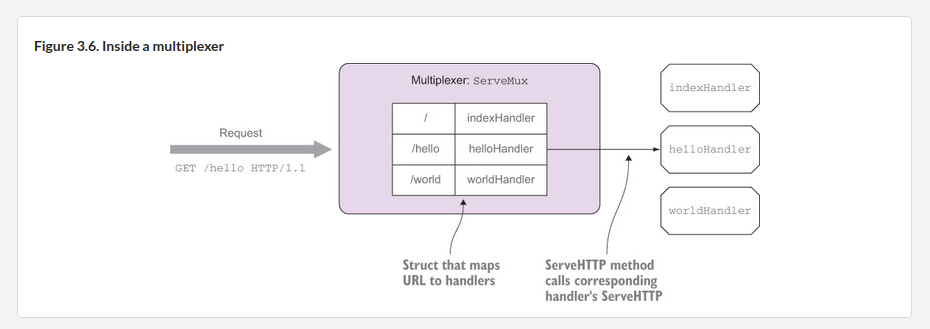 Figure 3.6. Inside a multiplexer
Multiplexer: ServeMux
Request
GET /hello HTTP/1.1
/ indexHandler
/hello helloHandler
/world worldHandler
indexHandler
helloHandler
worldHandler
Struct that maps
URL to handlers
ServeHTTP method
calls corresponding
handler's ServeHTTP